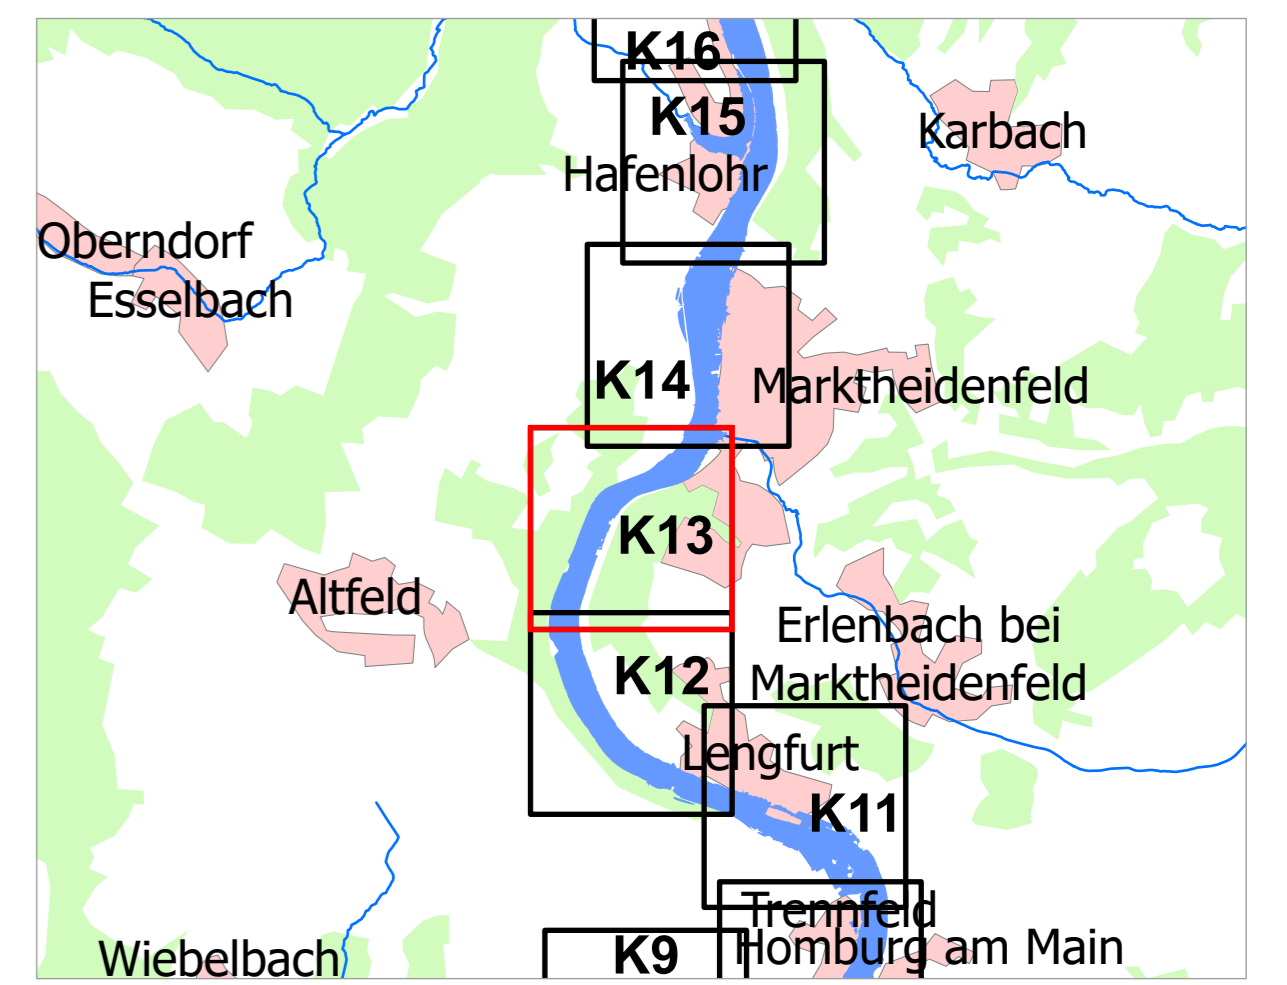 K16
K15
Karbach
Hafenlohr
Oberndorf
Esselbach
K14
Marktheidenfeld
K13
Altfeld
Erlenbach bei
Marktheidenfeld
K12
Lengfurt
K11
Trennfeld
Homburg am Main
K9
Wiebelbach